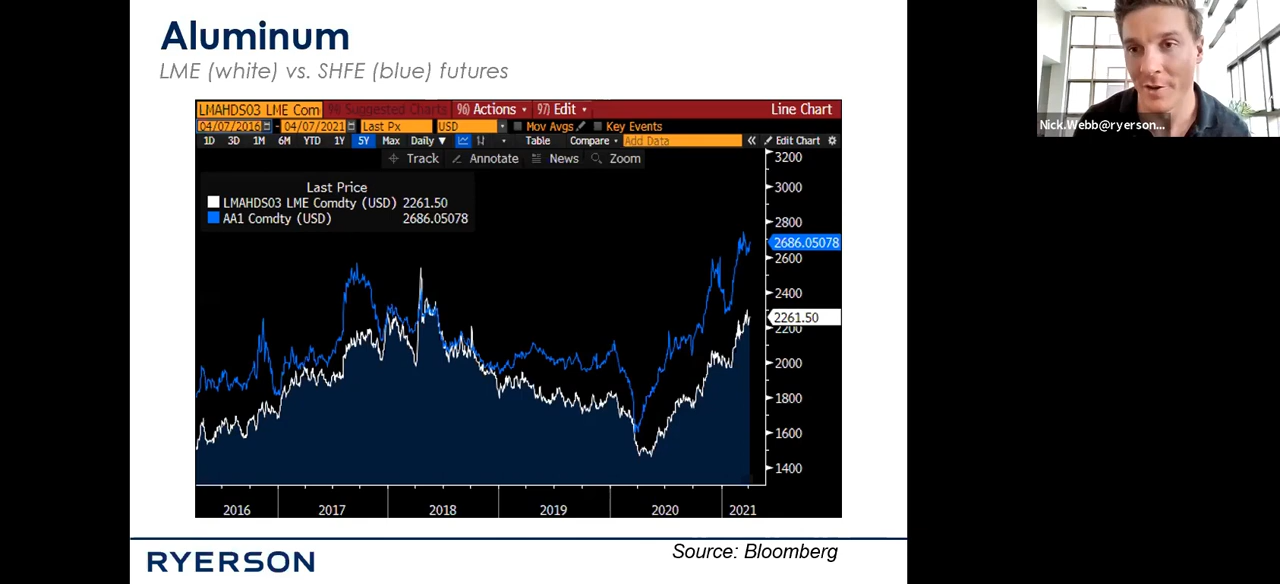 Aluminum
LME (white) vs. SHFE (blue) futures
LMAHDS03 LME Com 94) Suggested Charts 96) Actions 97) Edit Line Chart
04/07/2016 - 04/07/2021 Last Px USD Mov Avgs Key Events
1D 3D 1M 6M YTD 1Y 5Y Max Daily ▼ Table Compare Add Data « Edit Chart
Track Annotate News Zoom
Last Price
LMAHDS03 LME Comdty (USD) 2261.50
AA1 Comdty (USD) 2686.05078
3200
3000
2800
2686.05078
2600
2400
2261.50
2200
2000
1800
1600
1400
2016 2017 2018 2019 2020 2021
Source: Bloomberg
RYERSON
Nick.Webb@ryerson...